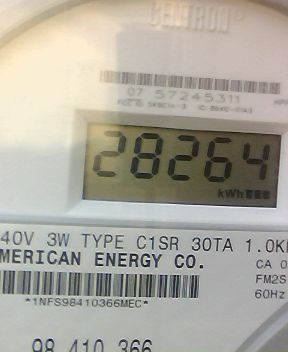 CENTRON®
07 57245311
28264
kWh
40V 3W TYPE C1SR 30TA 1.0K
MERICAN ENERGY CO.
CA 0
FM2S
*1NFS98410366MEC*
60Hz
98 410 366